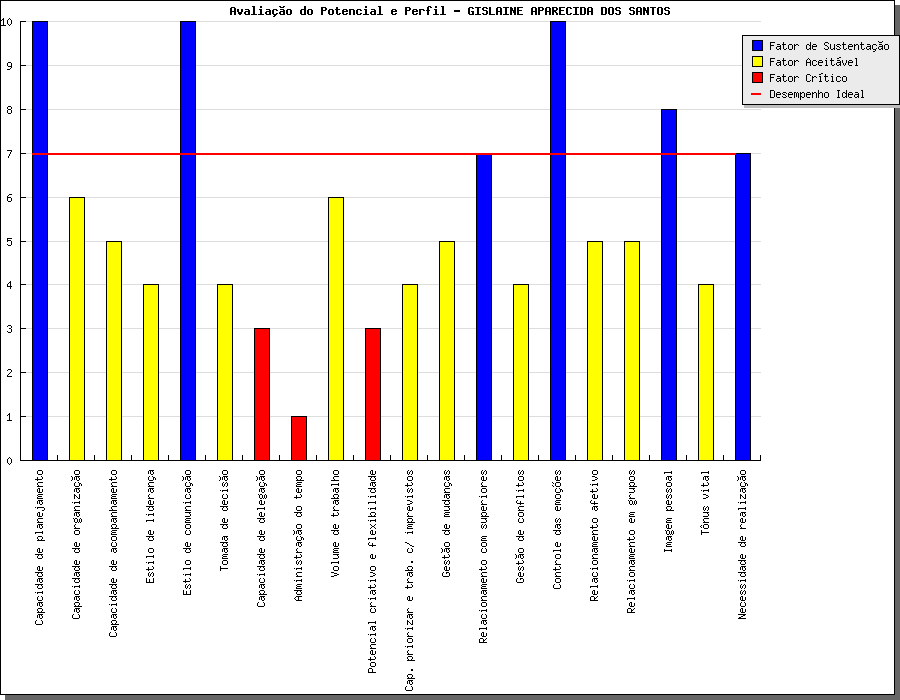 Avaliação do Potencial e Perfil - GISLAINE APARECIDA DOS SANTOS
Fator de Sustentação
Fator Aceitável
Fator Crítico
Desempenho Ideal
10
9
8
7
6
5
4
3
2
1
0
Capacidade de planejamento
Capacidade de organização
Capacidade de acompanhamento
Estilo de liderança
Estilo de comunicação
Tomada de decisão
Capacidade de delegação
Administração do tempo
Volume de trabalho
Potencial criativo e flexibilidade
Cap. priorizar e trab. c/ imprevistos
Gestão de mudanças
Relacionamento com superiores
Gestão de conflitos
Controle das emoções
Relacionamento afetivo
Relacionamento em grupos
Imagem pessoal
Tônus vital
Necessidade de realização